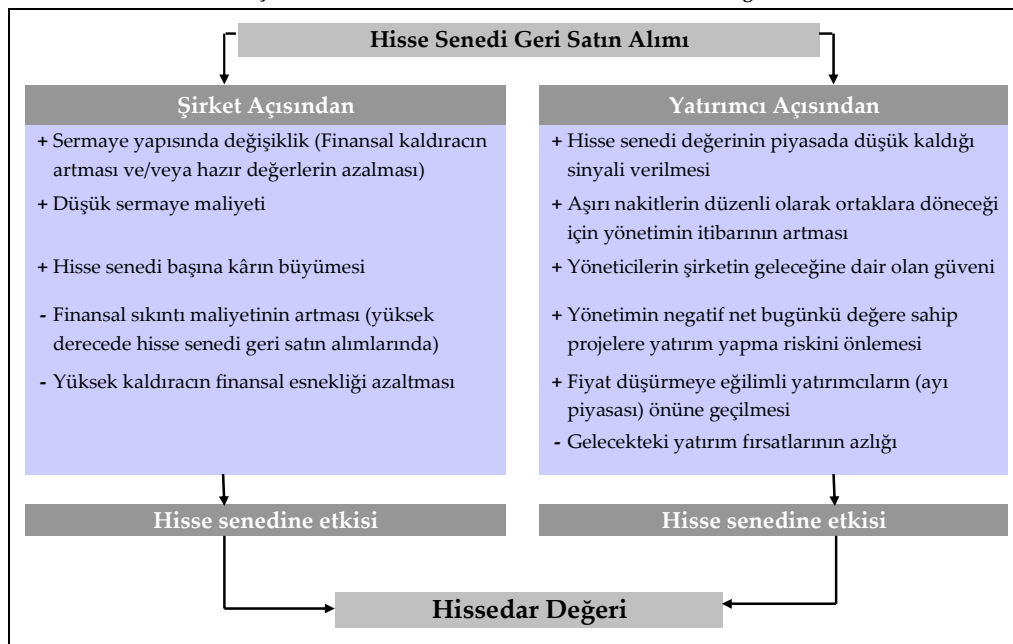 Hisse Senedi Geri Satın Alımı
Şirket Açısından
+ Sermaye yapısında değişiklik (Finansal kaldıracın
artması ve/veya hazır değerlerin azalması)
+ Düşük sermaye maliyeti
+ Hisse senedi başına kârın büyümesi
- Finansal sıkıntı maliyetinin artması (yüksek
derecede hisse senedi geri satın alımlarında)
- Yüksek kaldıracın finansal esnekliği azaltması
Hisse senedine etkisi
Yatırımcı Açısından
+ Hisse senedi değerinin piyasada düşük kaldığı
sinyali verilmesi
+ Aşırı nakitlerin düzenli olarak ortaklara döneceği
için yönetimin itibarının artması
+ Yöneticilerin şirketin geleceğine dair olan güveni
+ Yönetimin negatif net bugünkü değere sahip
projelere yatırım yapma riskini önlemesi
+ Fiyat düşürmeye eğilimli yatırımcıların (ayı
piyasası) önüne geçilmesi
- Gelecekteki yatırım fırsatlarının azlığı
Hisse senedine etkisi
Hissedar Değeri